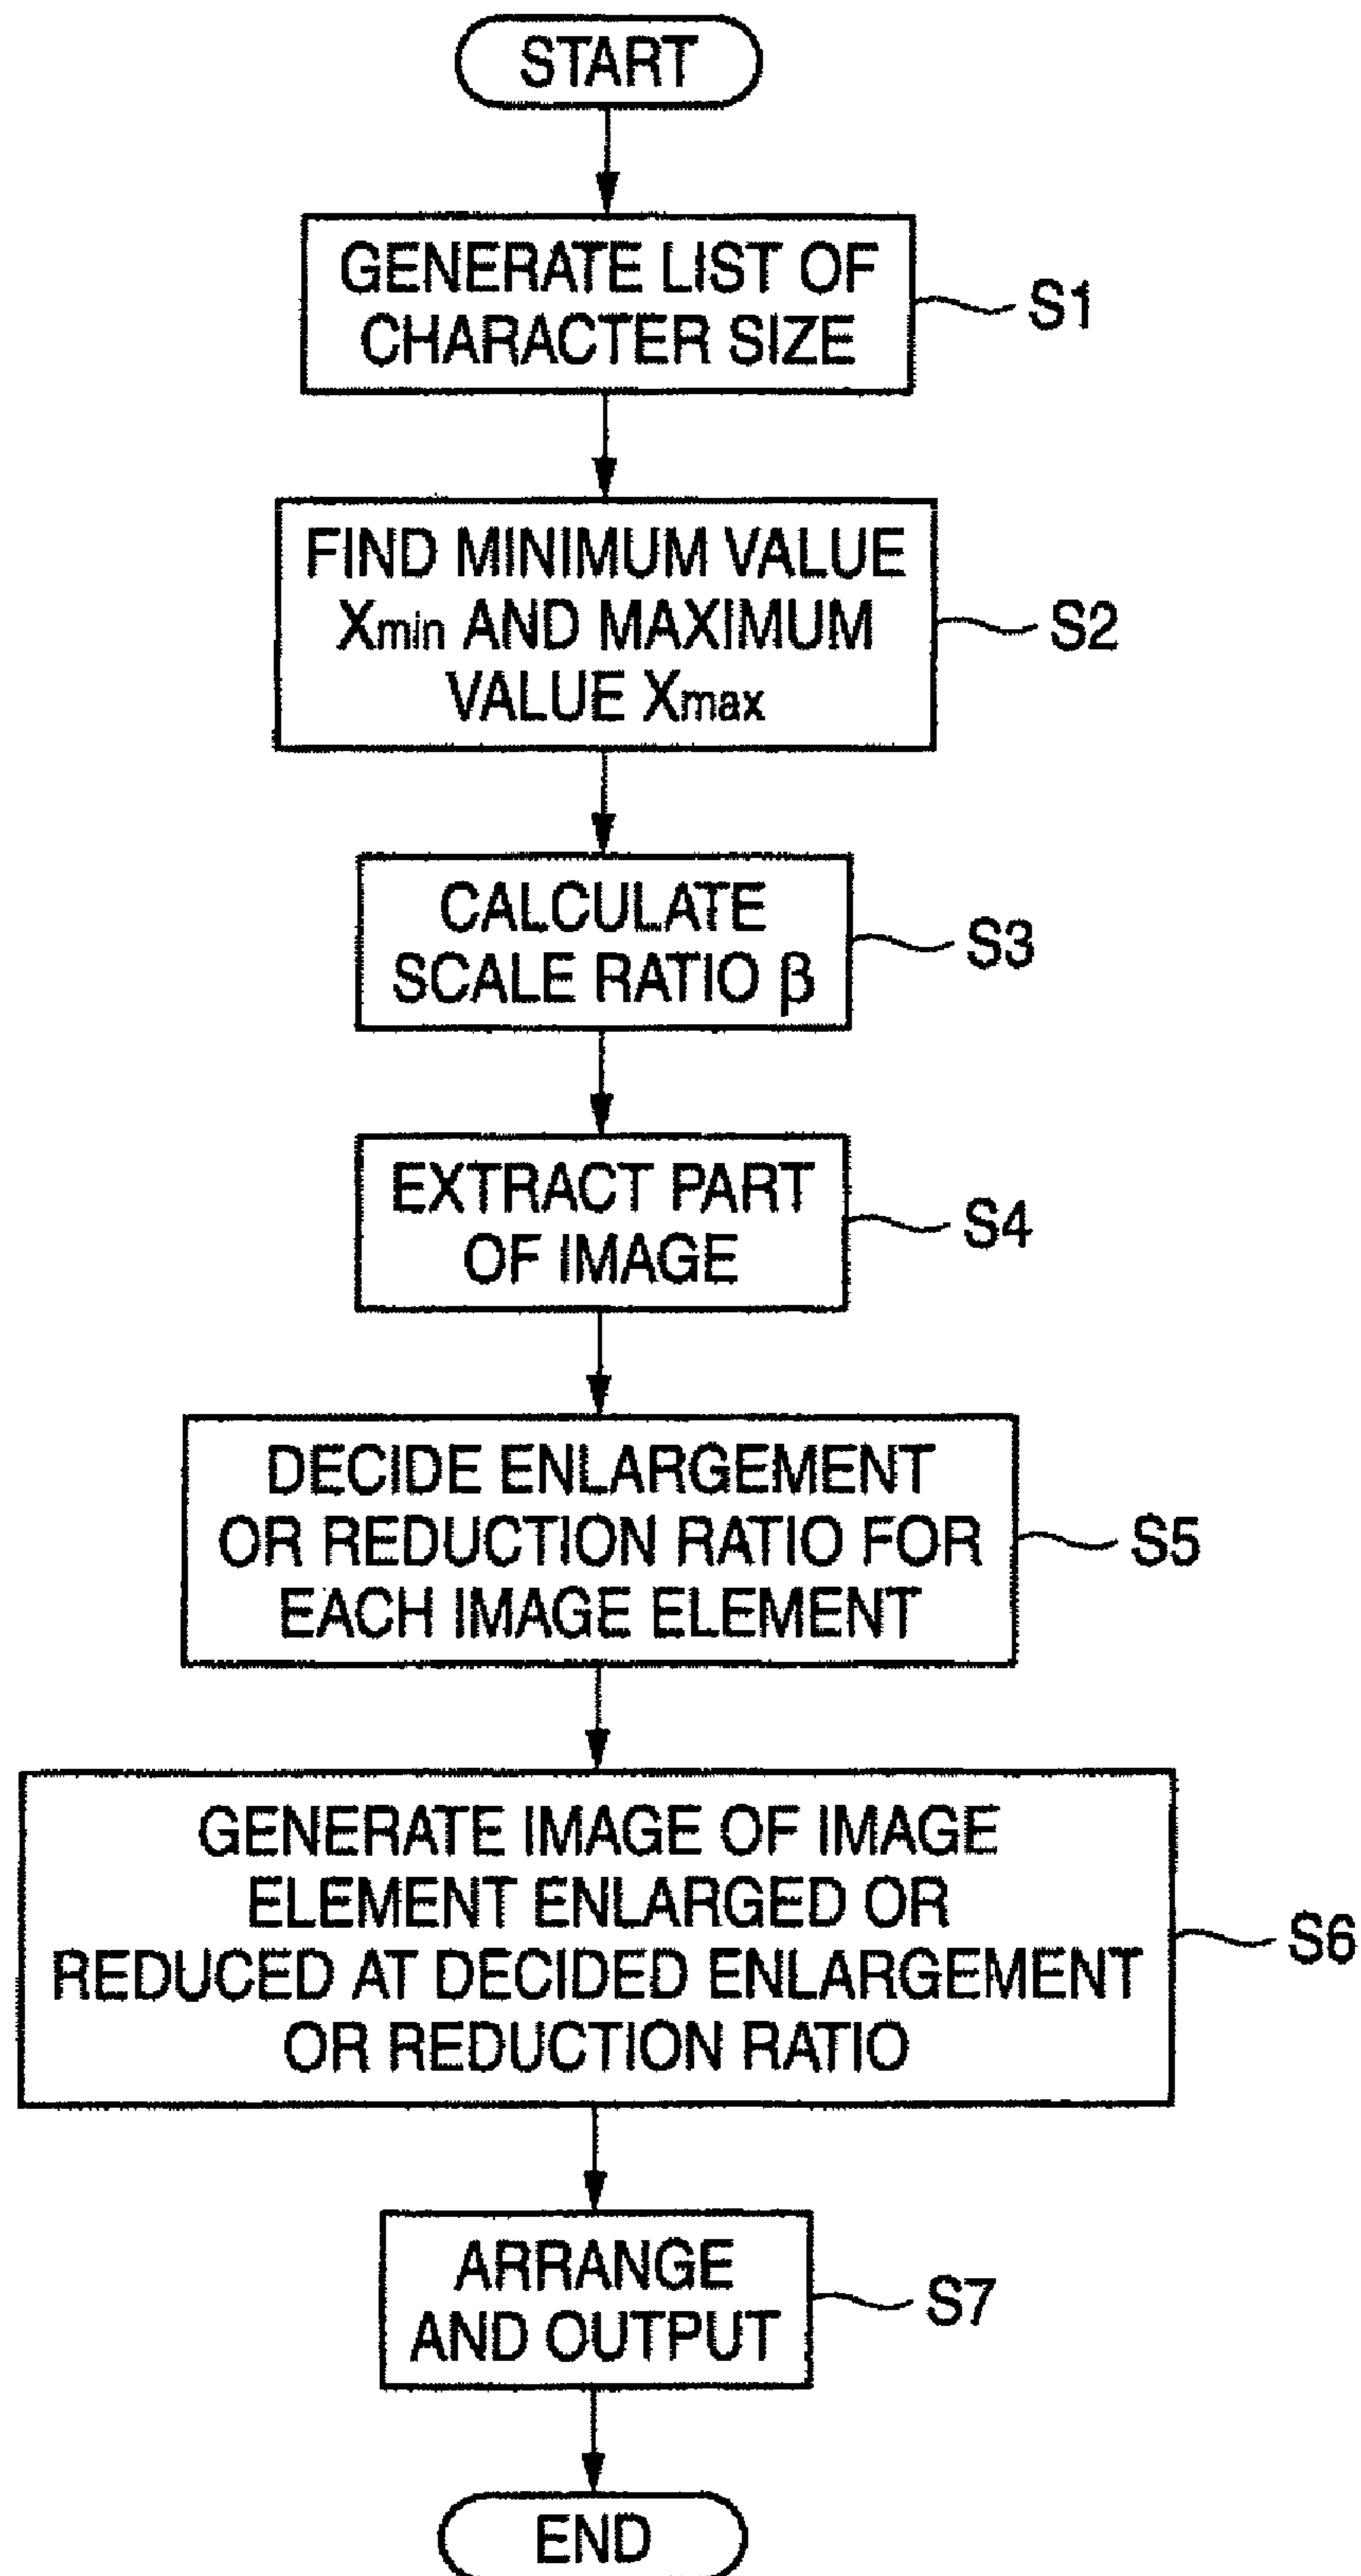 START
GENERATE LIST OF
CHARACTER SIZE
S1
FIND MINIMUM VALUE
Xmin AND MAXIMUM
VALUE Xmax
S2
CALCULATE
SCALE RATIO β
S3
EXTRACT PART
OF IMAGE
S4
DECIDE ENLARGEMENT
OR REDUCTION RATIO FOR
EACH IMAGE ELEMENT
S5
GENERATE IMAGE OF IMAGE
ELEMENT ENLARGED OR
REDUCED AT DECIDED ENLARGEMENT
OR REDUCTION RATIO
S6
ARRANGE
AND OUTPUT
S7
END